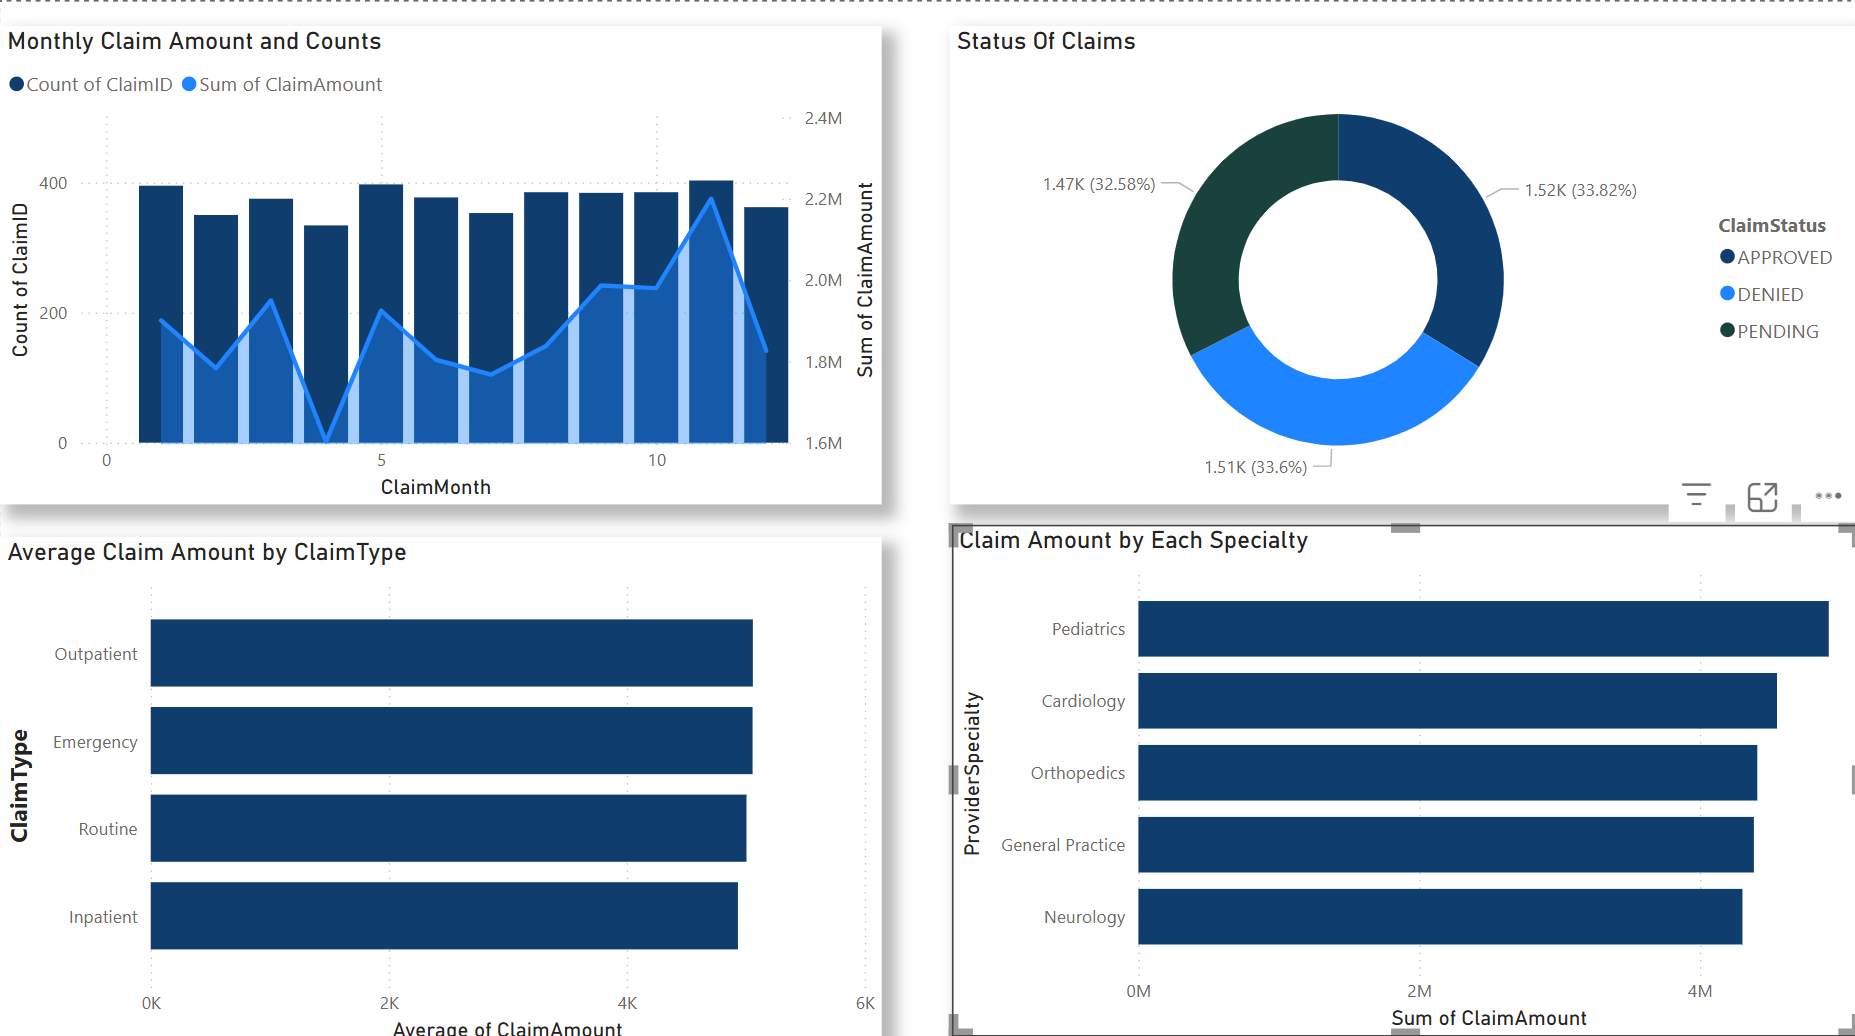 Monthly Claim Amount and Counts
Count of ClaimID Sum of ClaimAmount
2.4M
400
2.2M
2.0M
200
1.8M
0
1.6M
0 5 10
ClaimMonth
Count of ClaimID
Sum of ClaimAmount
Status Of Claims
1.47K (32.58%)
1.52K (33.82%)
1.51K (33.6%)
ClaimStatus
APPROVED
DENIED
PENDING
Average Claim Amount by ClaimType
ClaimType
Outpatient
Emergency
Routine
Inpatient
0K 2K 4K 6K
Average of ClaimAmount
Claim Amount by Each Specialty
ProviderSpecialty
Pediatrics
Cardiology
Orthopedics
General Practice
Neurology
0M 2M 4M
Sum of ClaimAmount